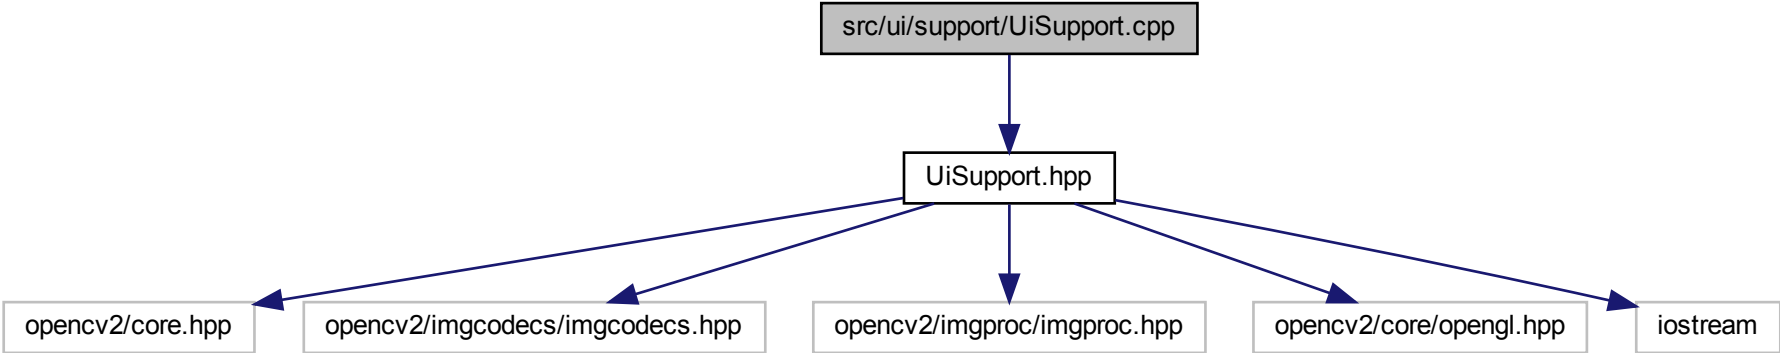 src/ui/support/UiSupport.cpp
UiSupport.hpp
opencv2/core.hpp
opencv2/imgcodecs/imgcodecs.hpp
opencv2/imgproc/imgproc.hpp
opencv2/core/opengl.hpp
iostream